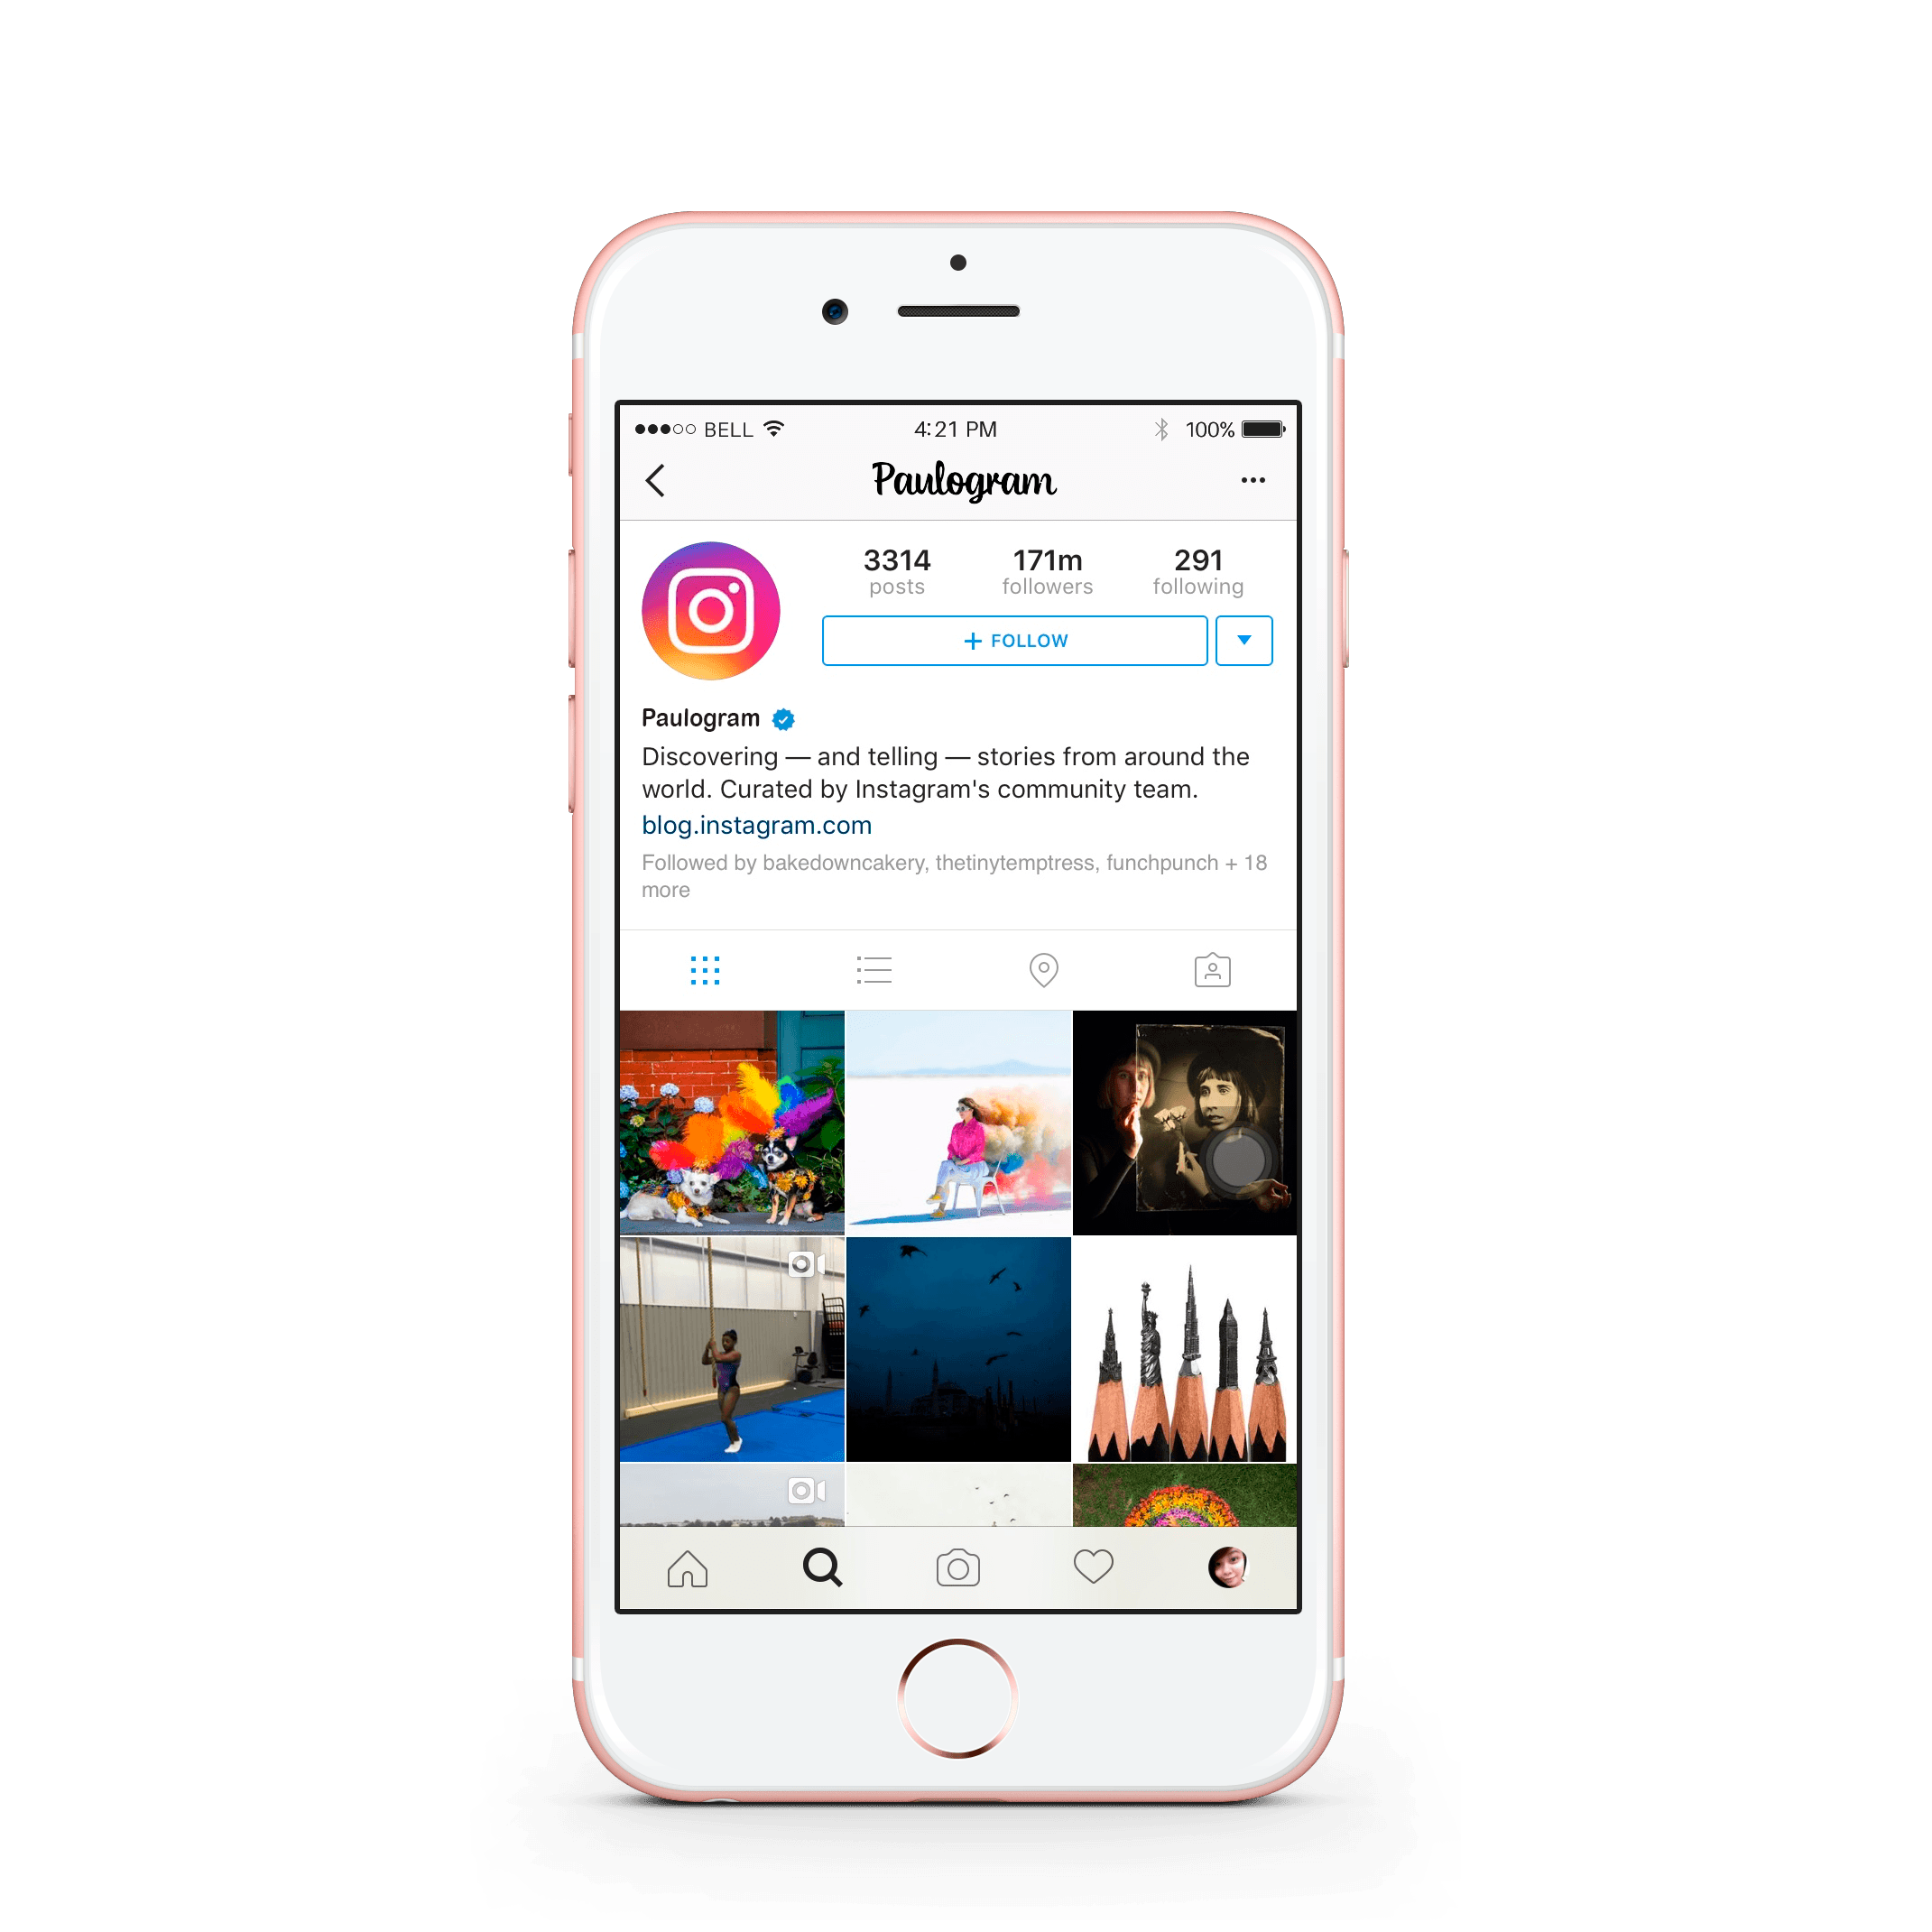 BELL 4:21 PM 100%
Paulogram
3314 171m 291
posts followers following
+ FOLLOW
Paulogram
Discovering — and telling — stories from around the
world. Curated by Instagram's community team.
blog.instagram.com
Followed by bakedowncakery, thetinytemptress, funchpunch + 18
more